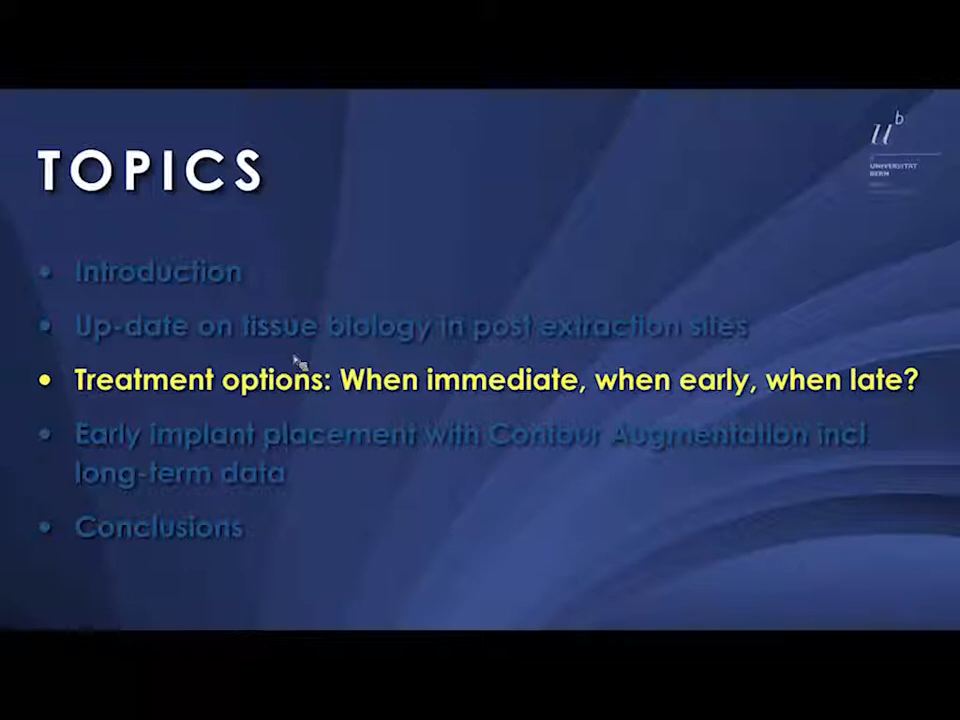 TOPICS
u b
UNIVERSITÄT
BERN
• Introduction
• Up-date on tissue biology in post extraction sites
• Treatment options: When immediate, when early, when late?
• Early implant placement with Contour Augmentation incl
long-term data
• Conclusions